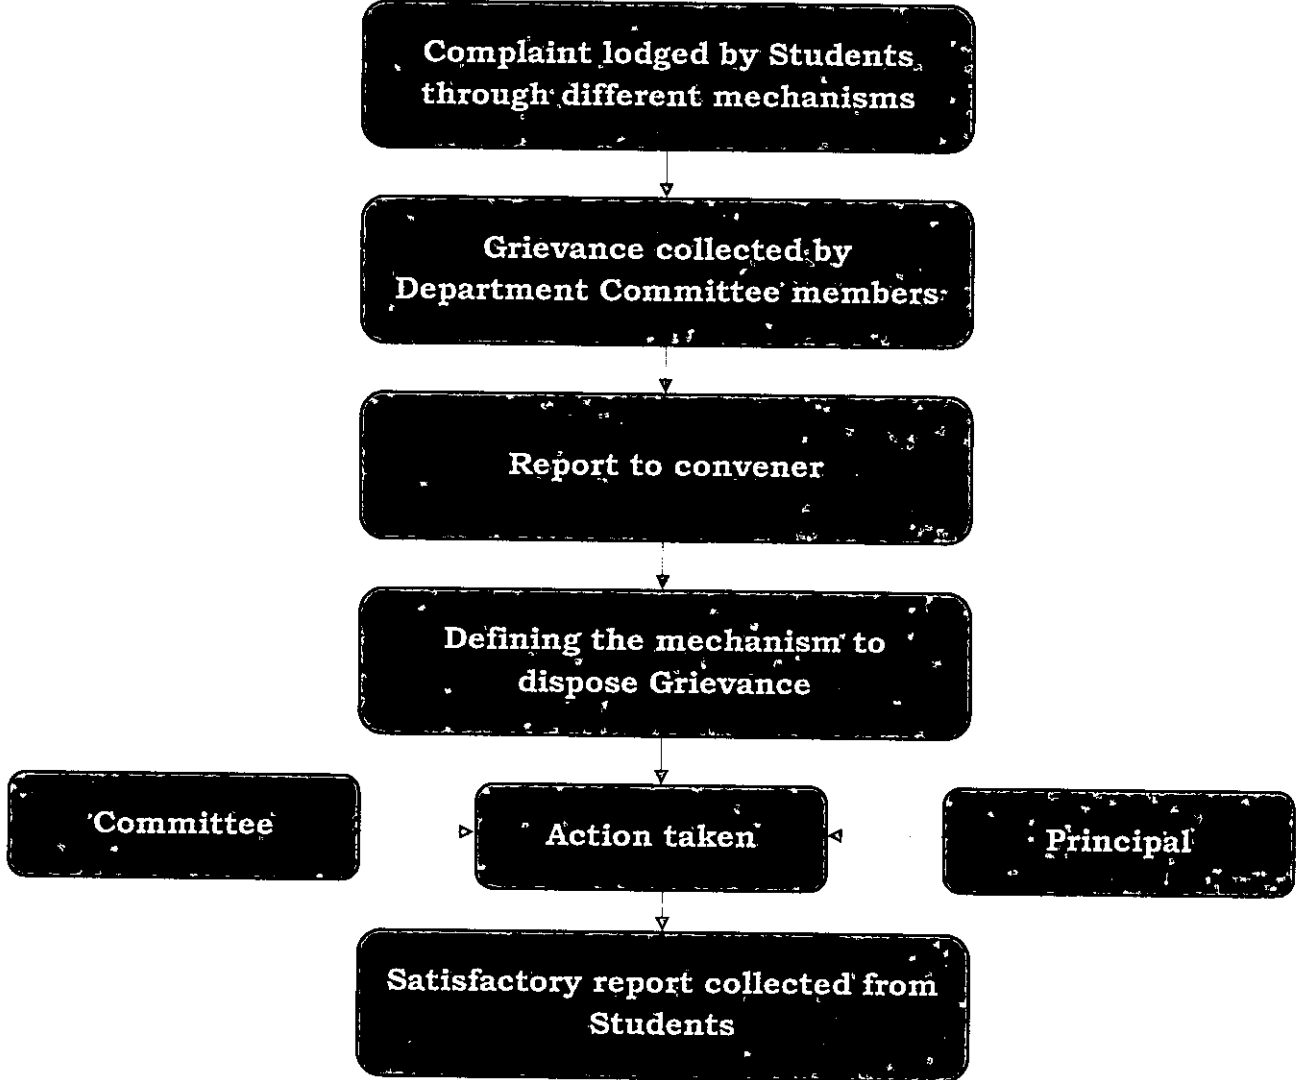 Complaint lodged by Students
through different mechanisms
Grievance collected by
Department Committee members
Report to convener
Defining the mechanism to
dispose Grievance
Committee
Action taken
Principal
Satisfactory report collected from
Students